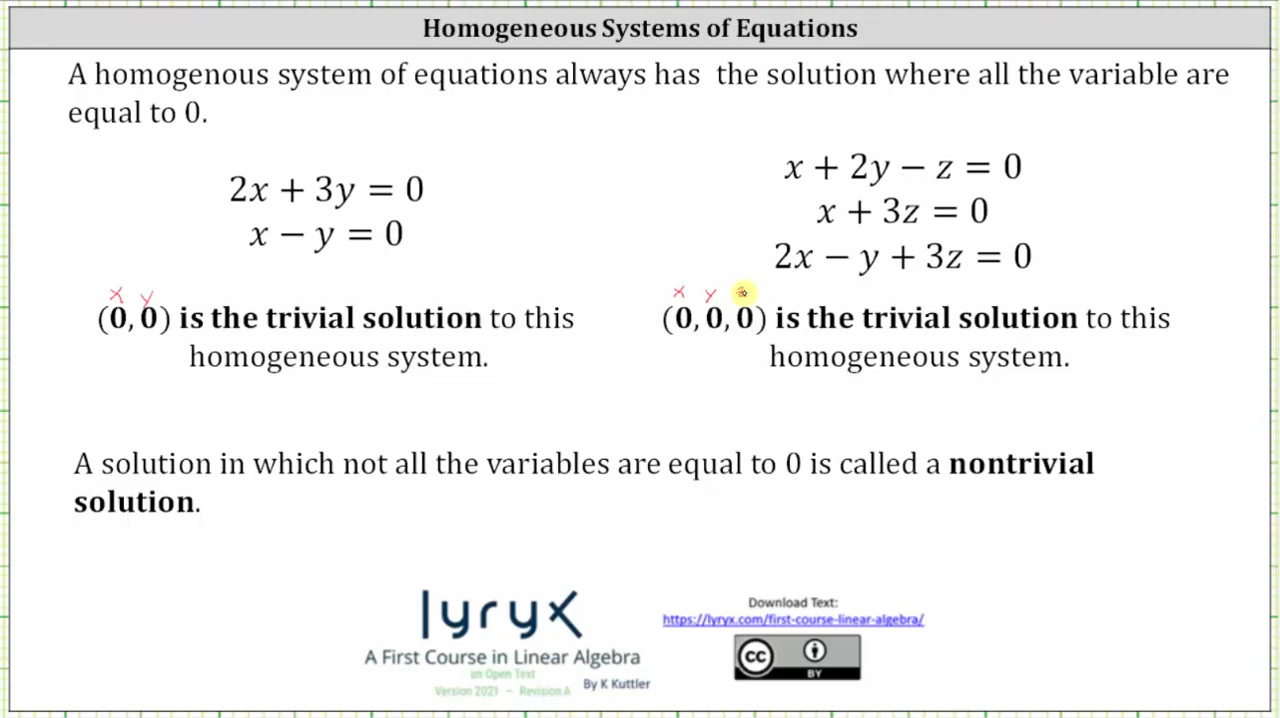 Homogeneous Systems of Equations
A homogenous system of equations always has the solution where all the variable are
equal to 0.
2x + 3y = 0
x − y = 0
x y
(0, 0) is the trivial solution to this
homogeneous system.
x + 2y − z = 0
x + 3z = 0
2x − y + 3z = 0
x y
(0, 0, 0) is the trivial solution to this
homogeneous system.
A solution in which not all the variables are equal to 0 is called a nontrivial
solution.
lyryx
A First Course in Linear Algebra
an Open Text
Version 2021 – Revision A
By K Kuttler
Download Text:
https://lyryx.com/first-course-linear-algebra/
CC
BY